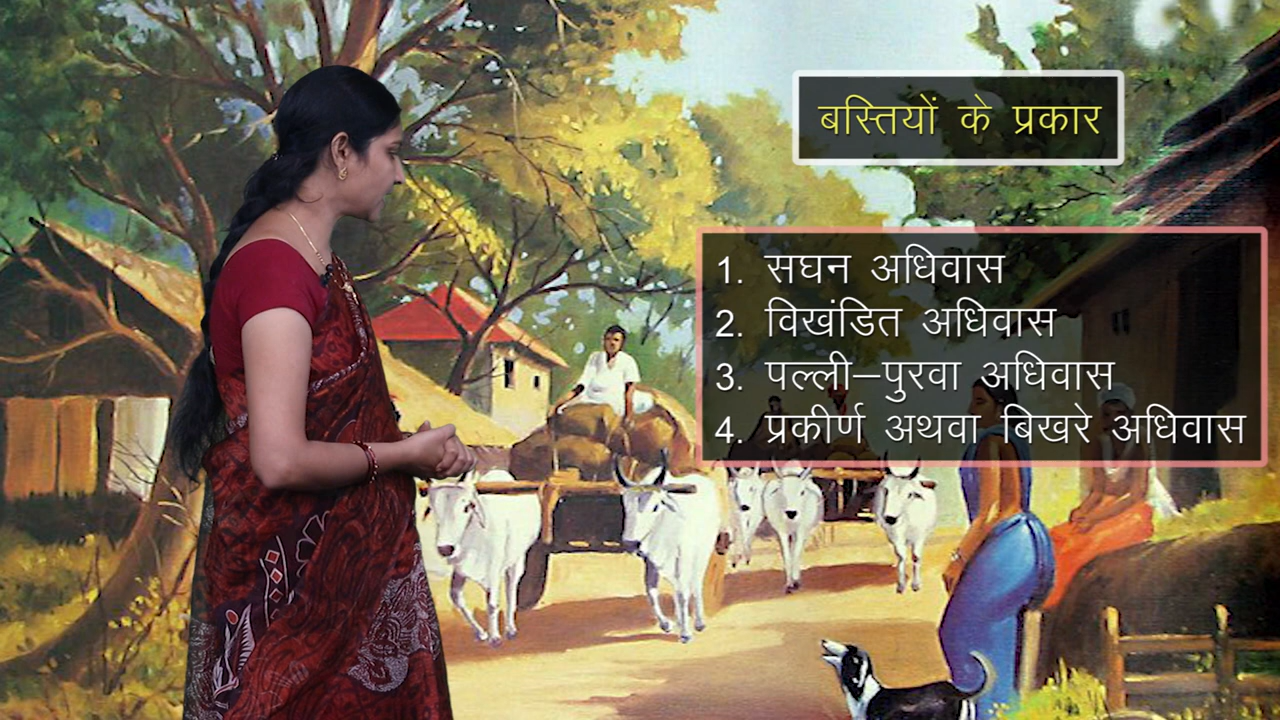 बस्तियों के प्रकार
1. सघन अधिवास
2. विखंडित अधिवास
3. पल्ली–पुरवा अधिवास
4. प्रकीर्ण अथवा बिखरे अधिवास